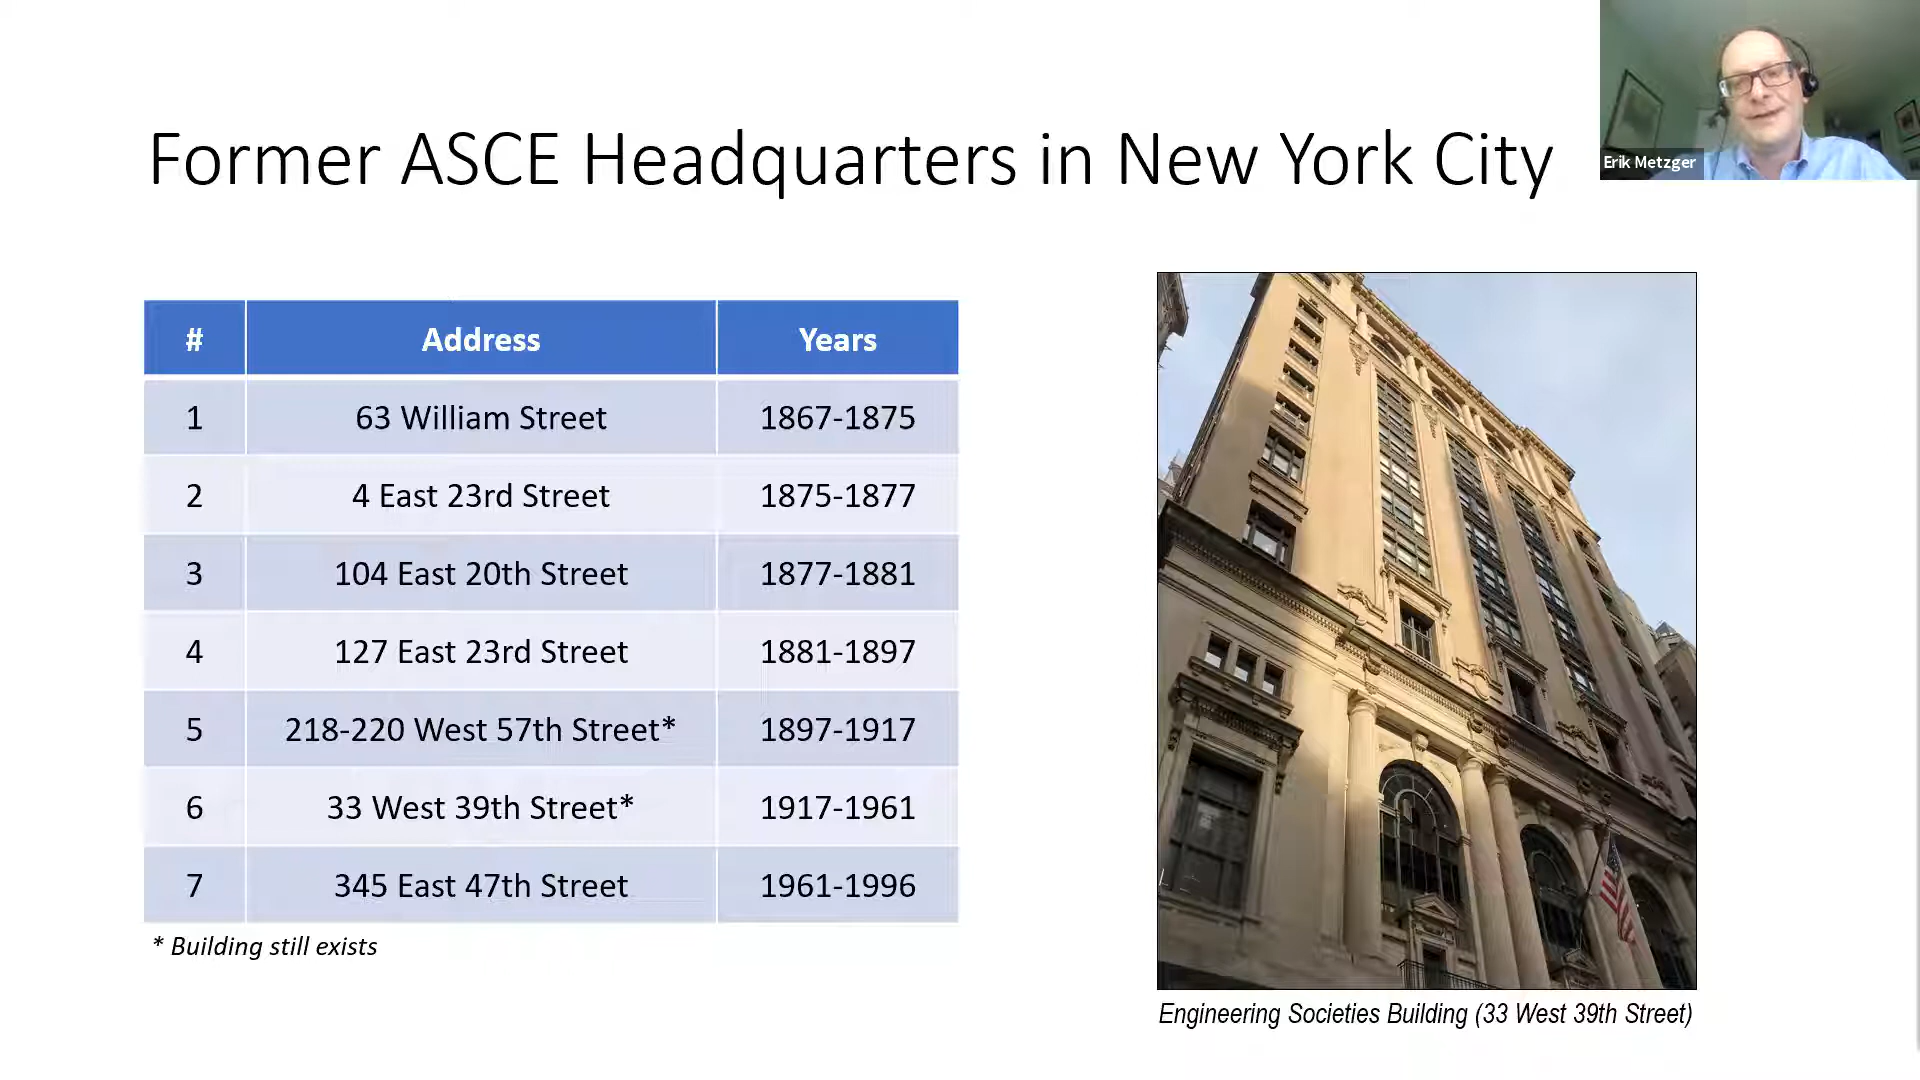 Former ASCE Headquarters in New York City
Erik Metzger
# Address Years
1 63 William Street 1867-1875
2 4 East 23rd Street 1875-1877
3 104 East 20th Street 1877-1881
4 127 East 23rd Street 1881-1897
5 218-220 West 57th Street* 1897-1917
6 33 West 39th Street* 1917-1961
7 345 East 47th Street 1961-1996
* Building still exists
Engineering Societies Building (33 West 39th Street)